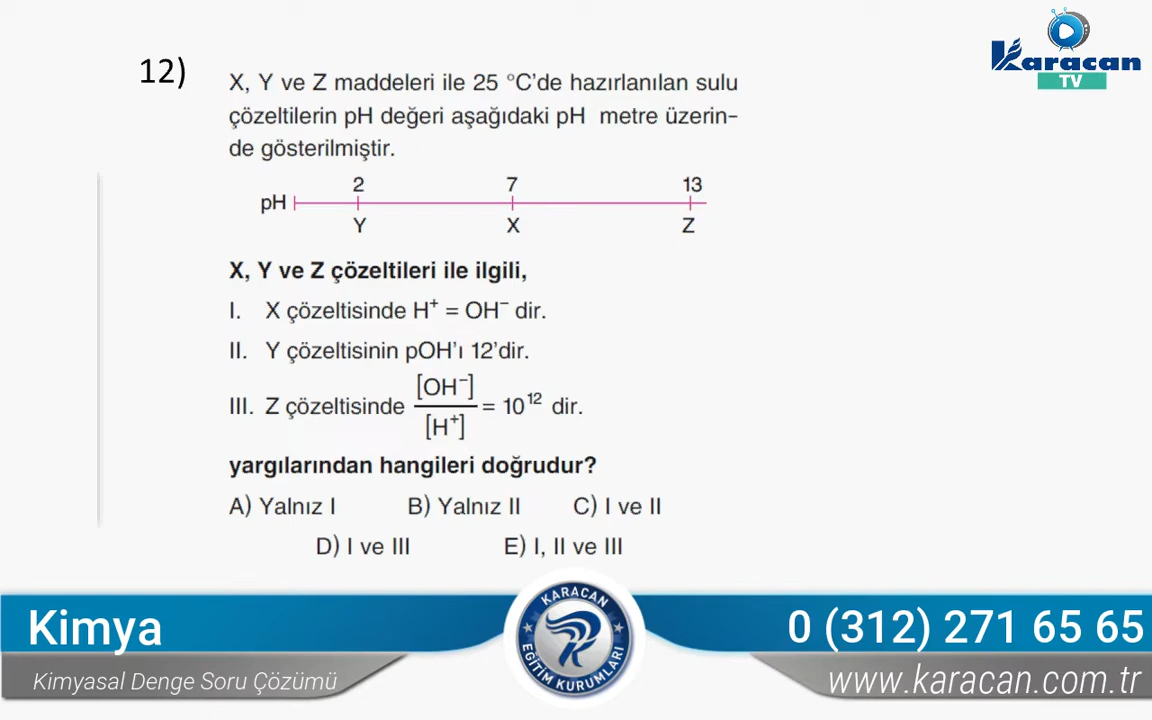 Karacan
TV
12)
X, Y ve Z maddeleri ile 25 °C'de hazırlanılan sulu
çözeltilerin pH değeri aşağıdaki pH metre üzerin-
de gösterilmiştir.
2 7 13
pH
Y X Z
X, Y ve Z çözeltileri ile ilgili,
I. X çözeltisinde H⁺ = OH⁻ dir.
II. Y çözeltisinin pOH'ı 12'dir.
III. Z çözeltisinde [OH⁻] / [H⁺] = 10¹² dir.
yargılarından hangileri doğrudur?
A) Yalnız I B) Yalnız II C) I ve II
D) I ve III E) I, II ve III
Kimya
Kimyasal Denge Soru Çözümü
KARACAN
EĞİTİM KURUMLARI
0 (312) 271 65 65
www.karacan.com.tr